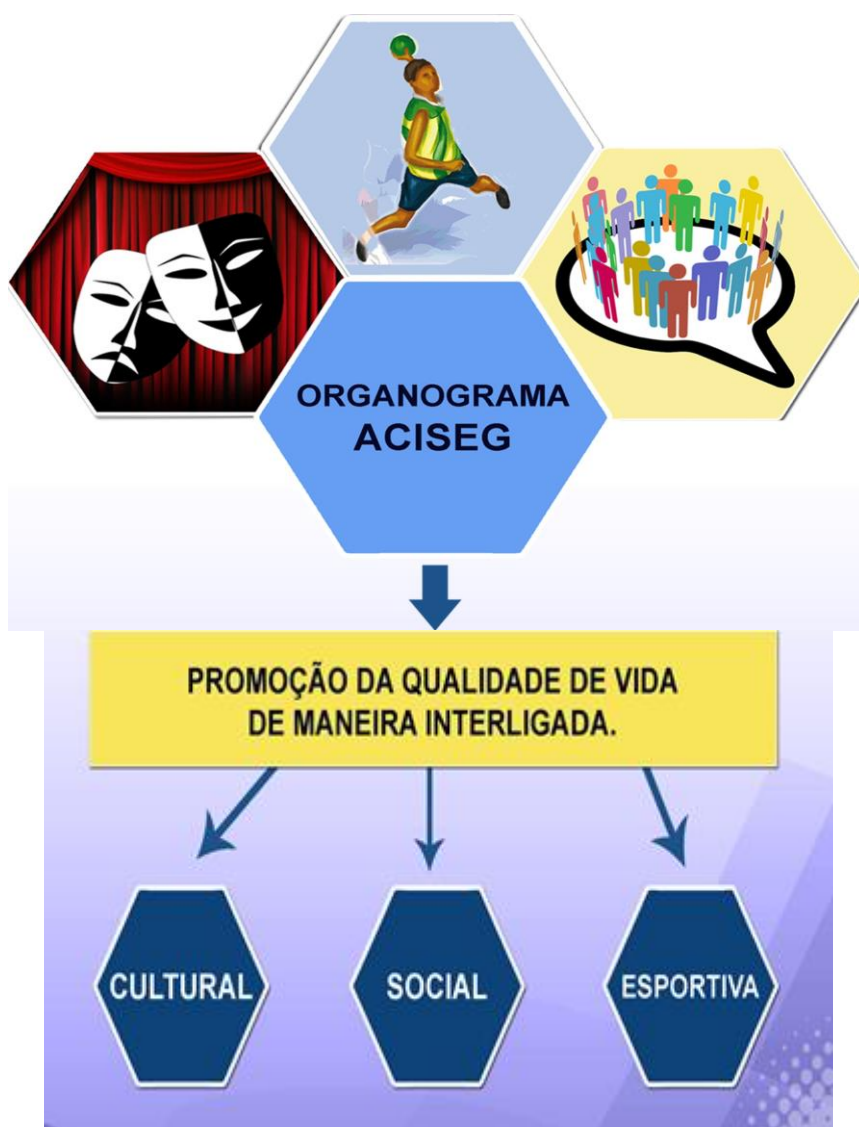 ORGANOGRAMA
ACISEG
PROMOÇÃO DA QUALIDADE DE VIDA
DE MANEIRA INTERLIGADA.
CULTURAL
SOCIAL
ESPORTIVA